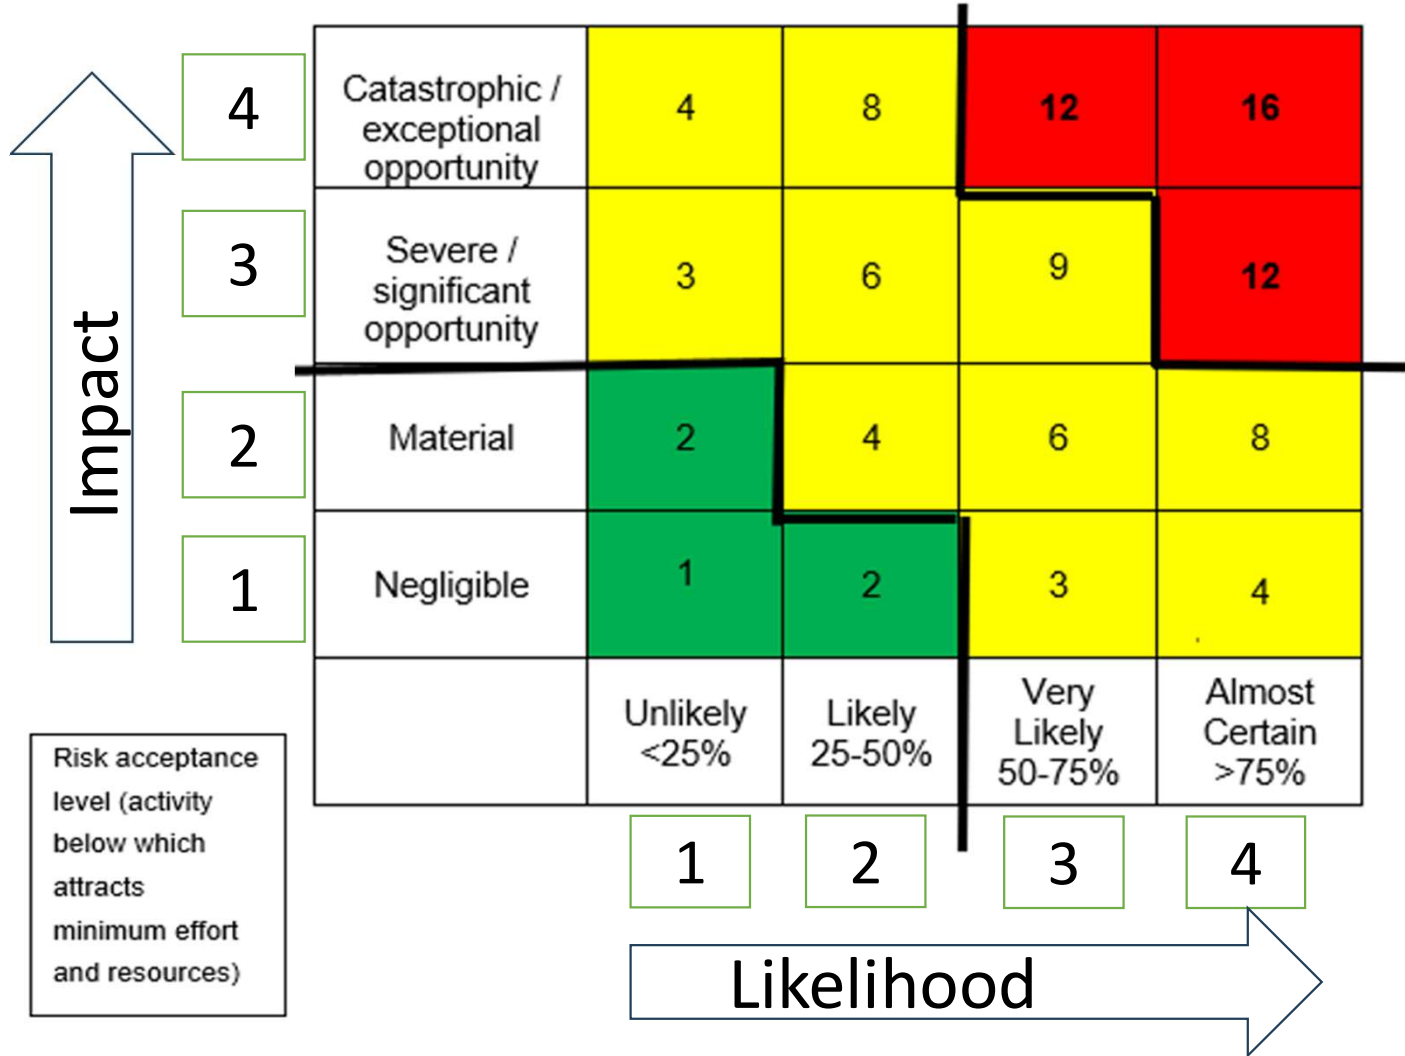 4
Catastrophic /
exceptional
opportunity
4
8
12
16
3
Severe /
significant
opportunity
3
6
9
12
Impact
2
Material
2
4
6
8
1
Negligible
1
2
3
4
Unlikely
<25%
Likely
25-50%
Very
Likely
50-75%
Almost
Certain
>75%
Risk acceptance
level (activity
below which
attracts
minimum effort
and resources)
1
2
3
4
Likelihood